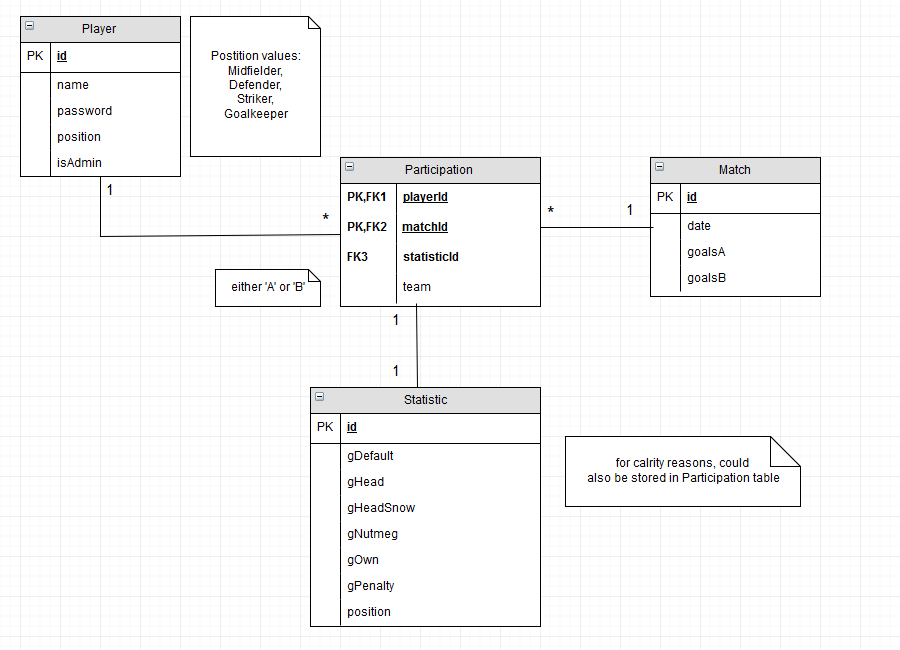 Player
PK id
name
password
position
isAdmin
Postition values:
Midfielder,
Defender,
Striker,
Goalkeeper
1
*
Participation
PK,FK1 playerId
PK,FK2 matchId
FK3 statisticId
team
*
1
Match
PK id
date
goalsA
goalsB
either 'A' or 'B'
1
1
Statistic
PK id
gDefault
gHead
gHeadSnow
gNutmeg
gOwn
gPenalty
position
for calrity reasons, could
also be stored in Participation table